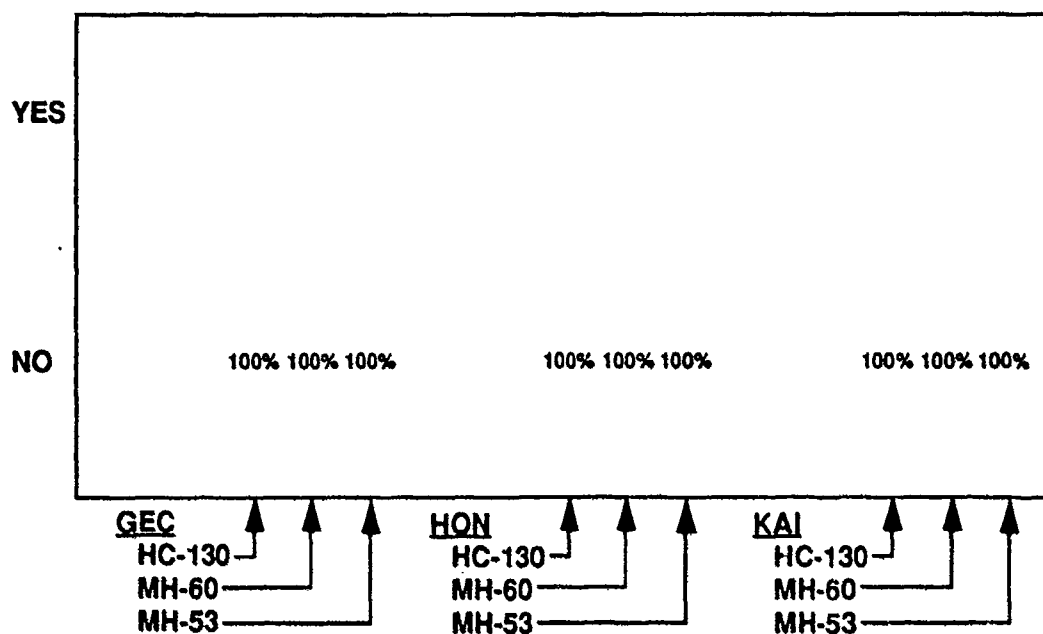 YES
NO 100% 100% 100% 100% 100% 100% 100% 100% 100%
GEC HON KAI
HC-130 HC-130 HC-130
MH-60 MH-60 MH-60
MH-53 MH-53 MH-53